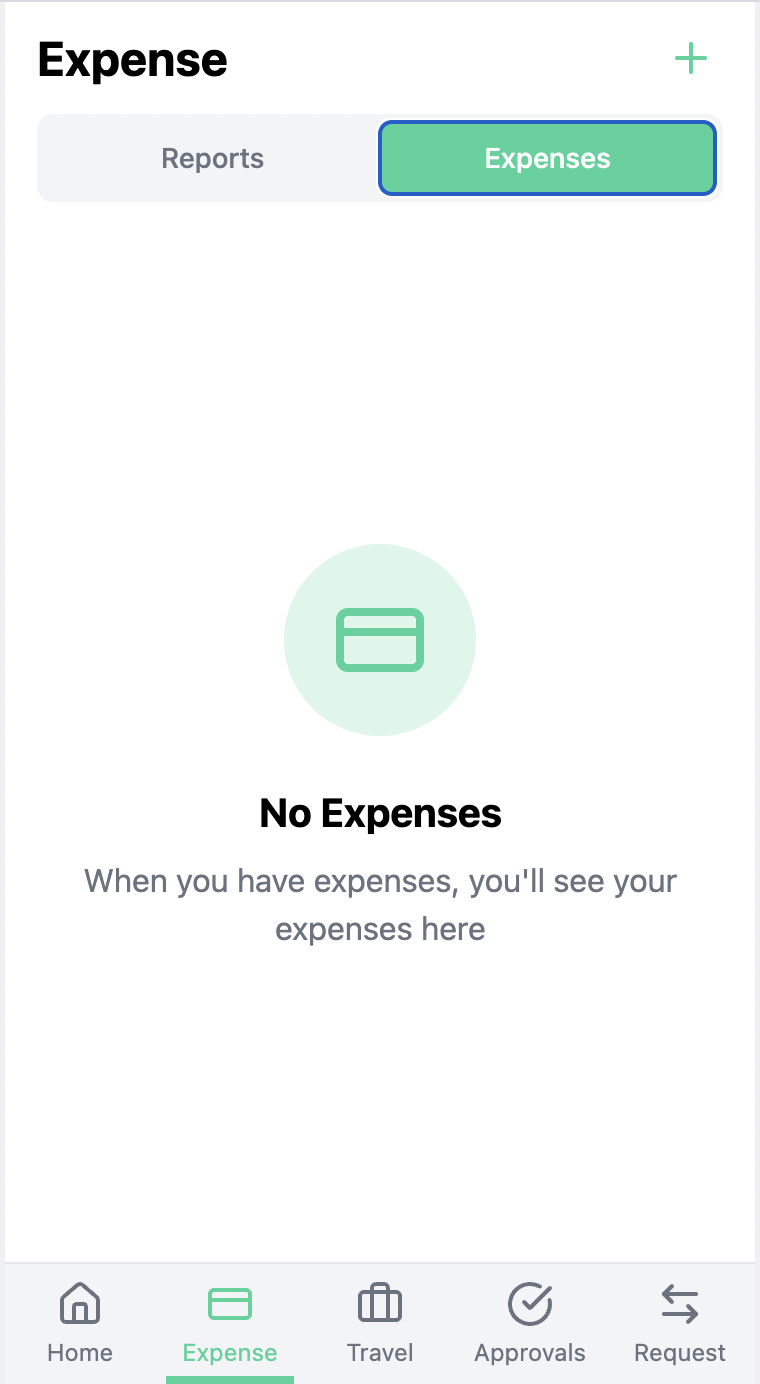 Expense
Reports
Expenses
No Expenses
When you have expenses, you'll see your
expenses here
Home
Expense
Travel
Approvals
Request